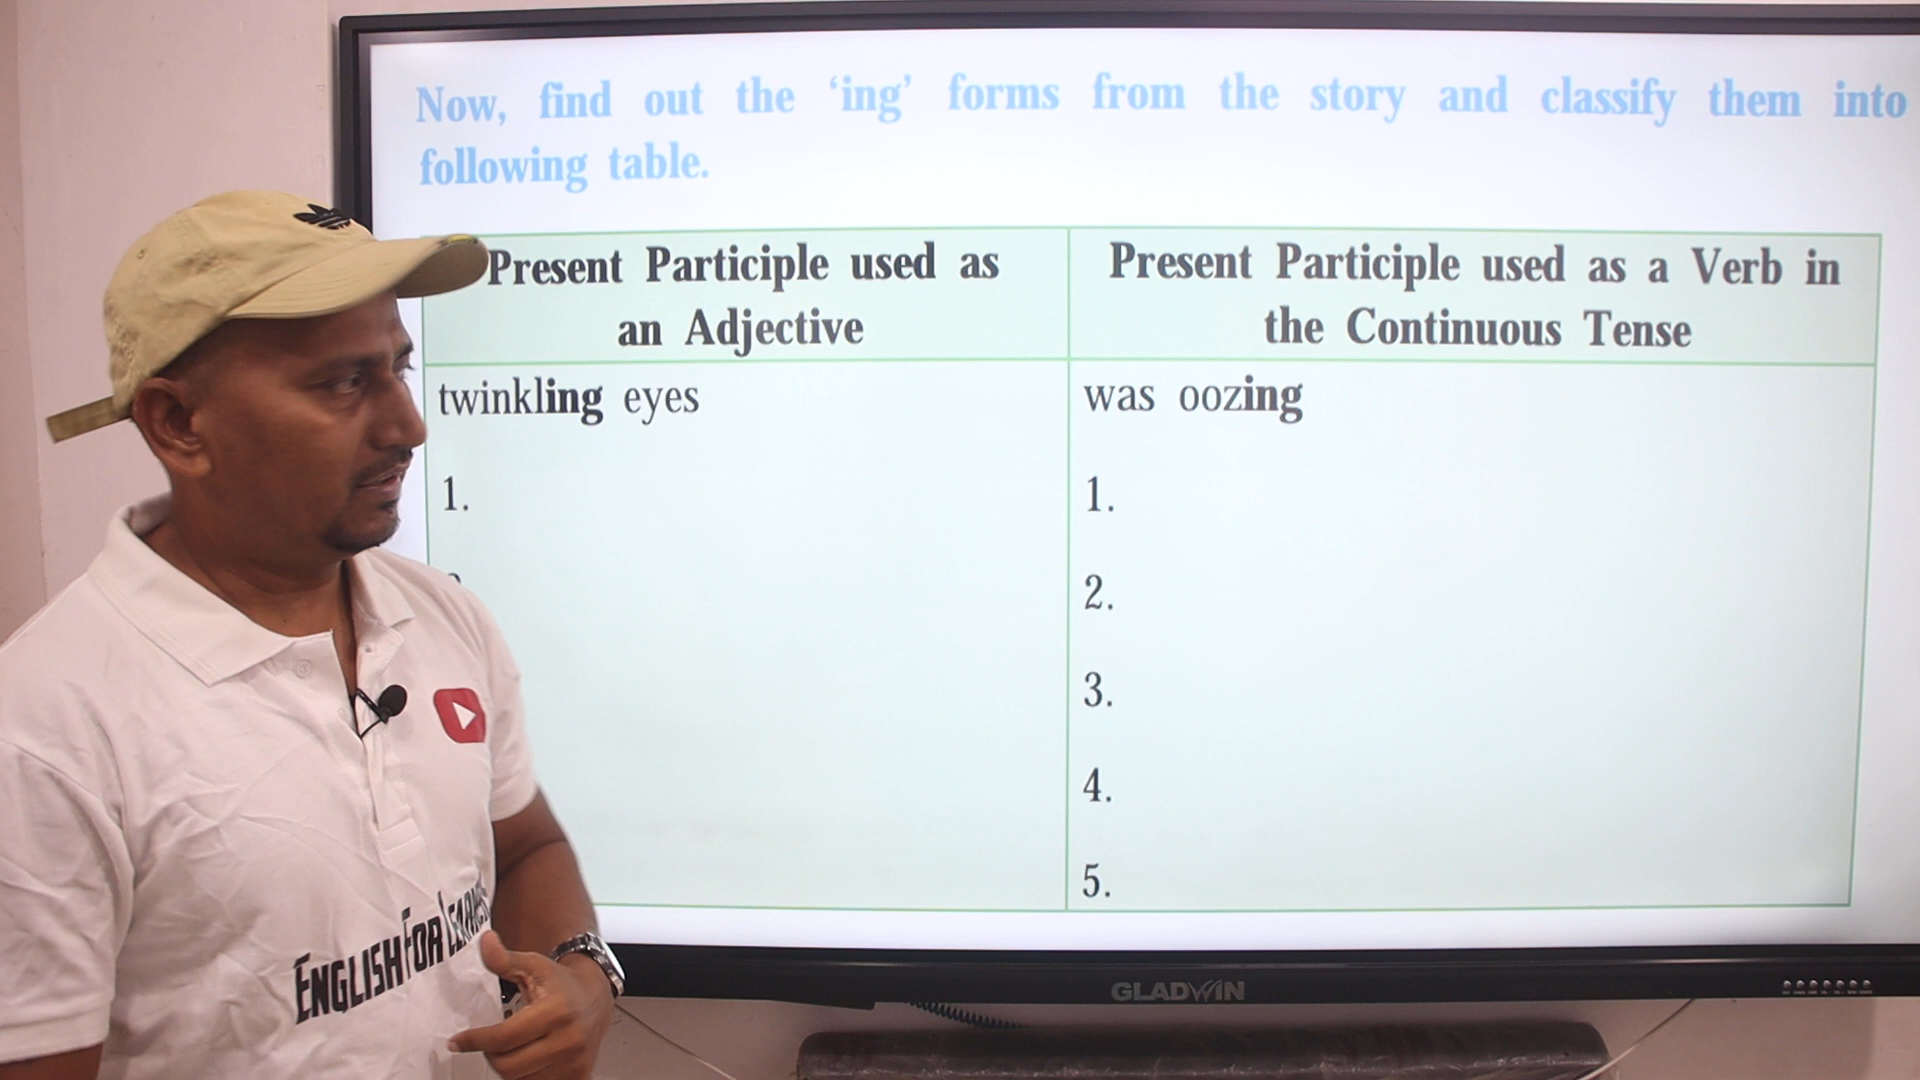 Now, find out the ‘ing’ forms from the story and classify them into
following table.
Present Participle used as
an Adjective
Present Participle used as a Verb in
the Continuous Tense
twinkling eyes
was oozing
1.
1.
2.
3.
4.
5.
ENGLISH FOR
GLADWIN